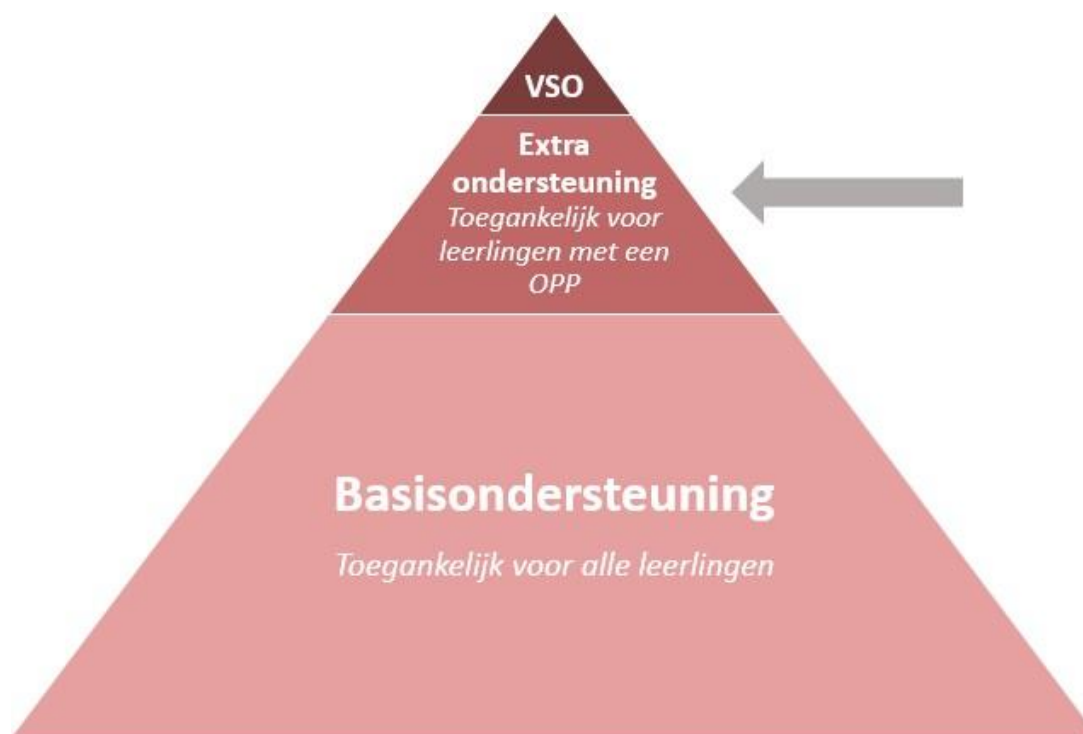 VSO
Extra
ondersteuning
Toegankelijk voor
leerlingen met een
OPP
Basisondersteuning
Toegankelijk voor alle leerlingen